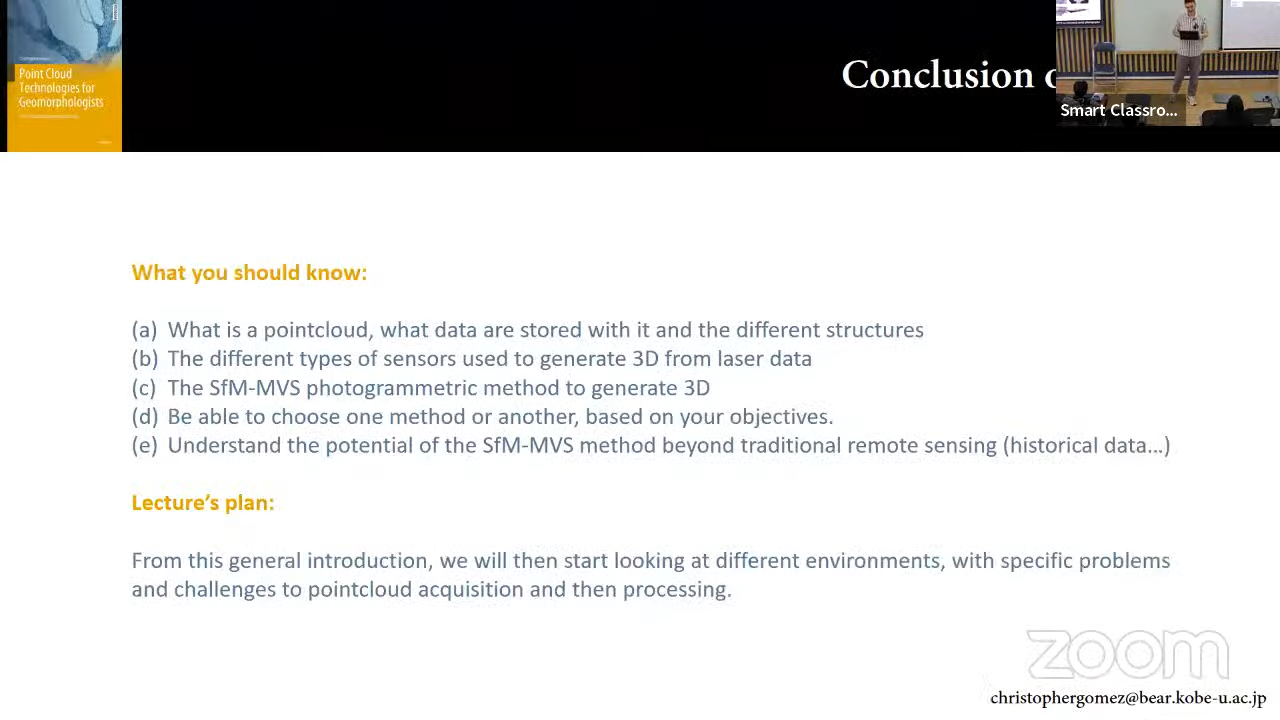 Point Cloud
Technologies for
Geomorphologists
Conclusion o
Smart Classro...
What you should know:
(a) What is a pointcloud, what data are stored with it and the different structures
(b) The different types of sensors used to generate 3D from laser data
(c) The SfM-MVS photogrammetric method to generate 3D
(d) Be able to choose one method or another, based on your objectives.
(e) Understand the potential of the SfM-MVS method beyond traditional remote sensing (historical data…)
Lecture's plan:
From this general introduction, we will then start looking at different environments, with specific problems
and challenges to pointcloud acquisition and then processing.
zoom
christophergomez@bear.kobe-u.ac.jp